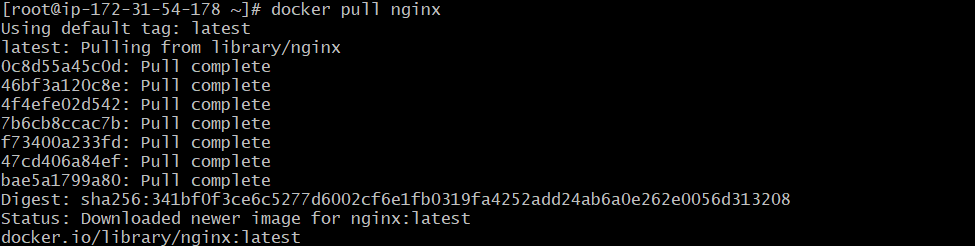 [root@ip-172-31-54-178 ~]# docker pull nginx
Using default tag: latest
latest: Pulling from library/nginx
0c8d55a45c0d: Pull complete
46bf3a120c8e: Pull complete
4f4efe02d542: Pull complete
7b6cb8ccac7b: Pull complete
f73400a233fd: Pull complete
47cd406a84ef: Pull complete
bae5a1799a80: Pull complete
Digest: sha256:341bf0f3ce6c5277d6002cf6e1fb0319fa4252add24ab6a0e262e0056d313208
Status: Downloaded newer image for nginx:latest
docker.io/library/nginx:latest